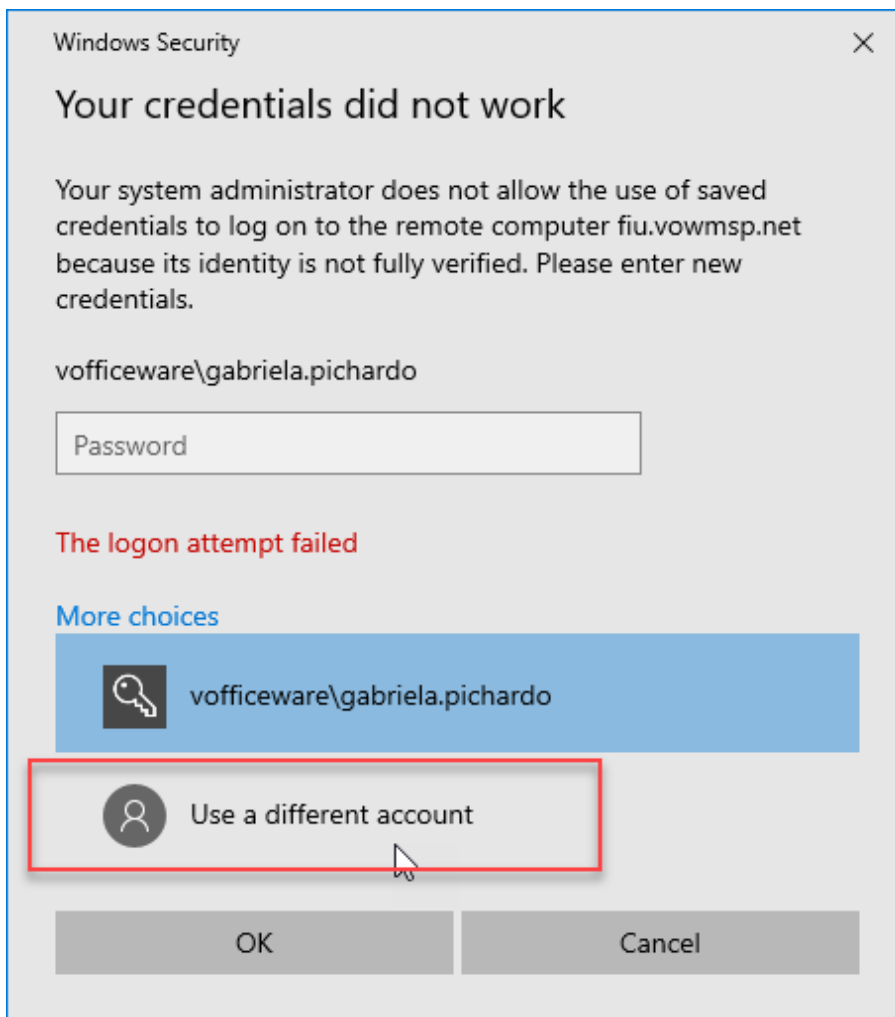 Windows Security
Your credentials did not work
Your system administrator does not allow the use of saved
credentials to log on to the remote computer fiu.vowmsp.net
because its identity is not fully verified. Please enter new
credentials.
vofficeware\gabriela.pichardo
Password
The logon attempt failed
More choices
vofficeware\gabriela.pichardo
Use a different account
OK
Cancel